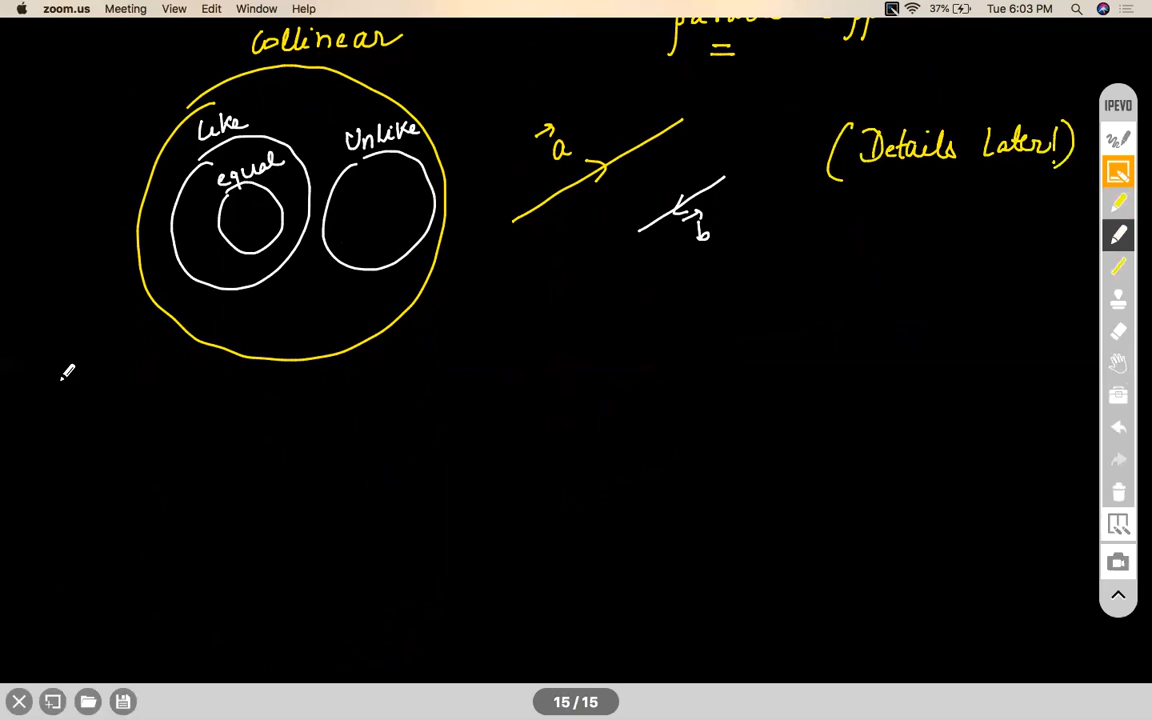 zoom.us Meeting View Edit Window Help
37% Tue 6:03 PM
Collinear
=
Like
Unlike
equal
a
b
(Details Later!)
IPEVO
15 / 15